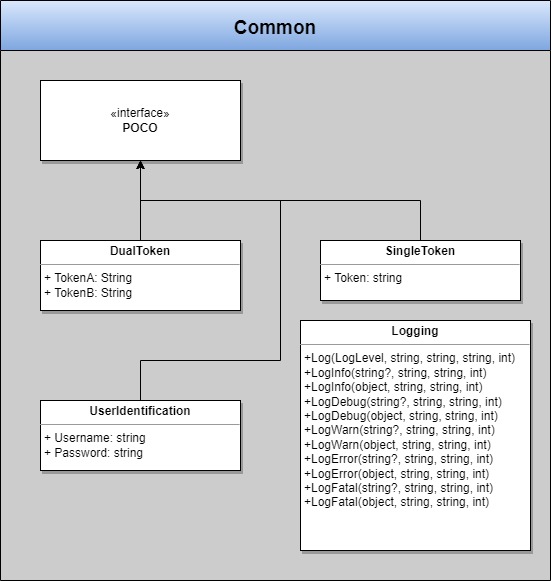 Common
«interface»
POCO
DualToken
+ TokenA: String
+ TokenB: String
SingleToken
+ Token: string
Logging
+Log(LogLevel, string, string, string, int)
+LogInfo(string?, string, string, int)
+LogInfo(object, string, string, int)
+LogDebug(string?, string, string, int)
+LogDebug(object, string, string, int)
+LogWarn(string?, string, string, int)
+LogWarn(object, string, string, int)
+LogError(string?, string, string, int)
+LogError(object, string, string, int)
+LogFatal(string?, string, string, int)
+LogFatal(object, string, string, int)
UserIdentification
+ Username: string
+ Password: string